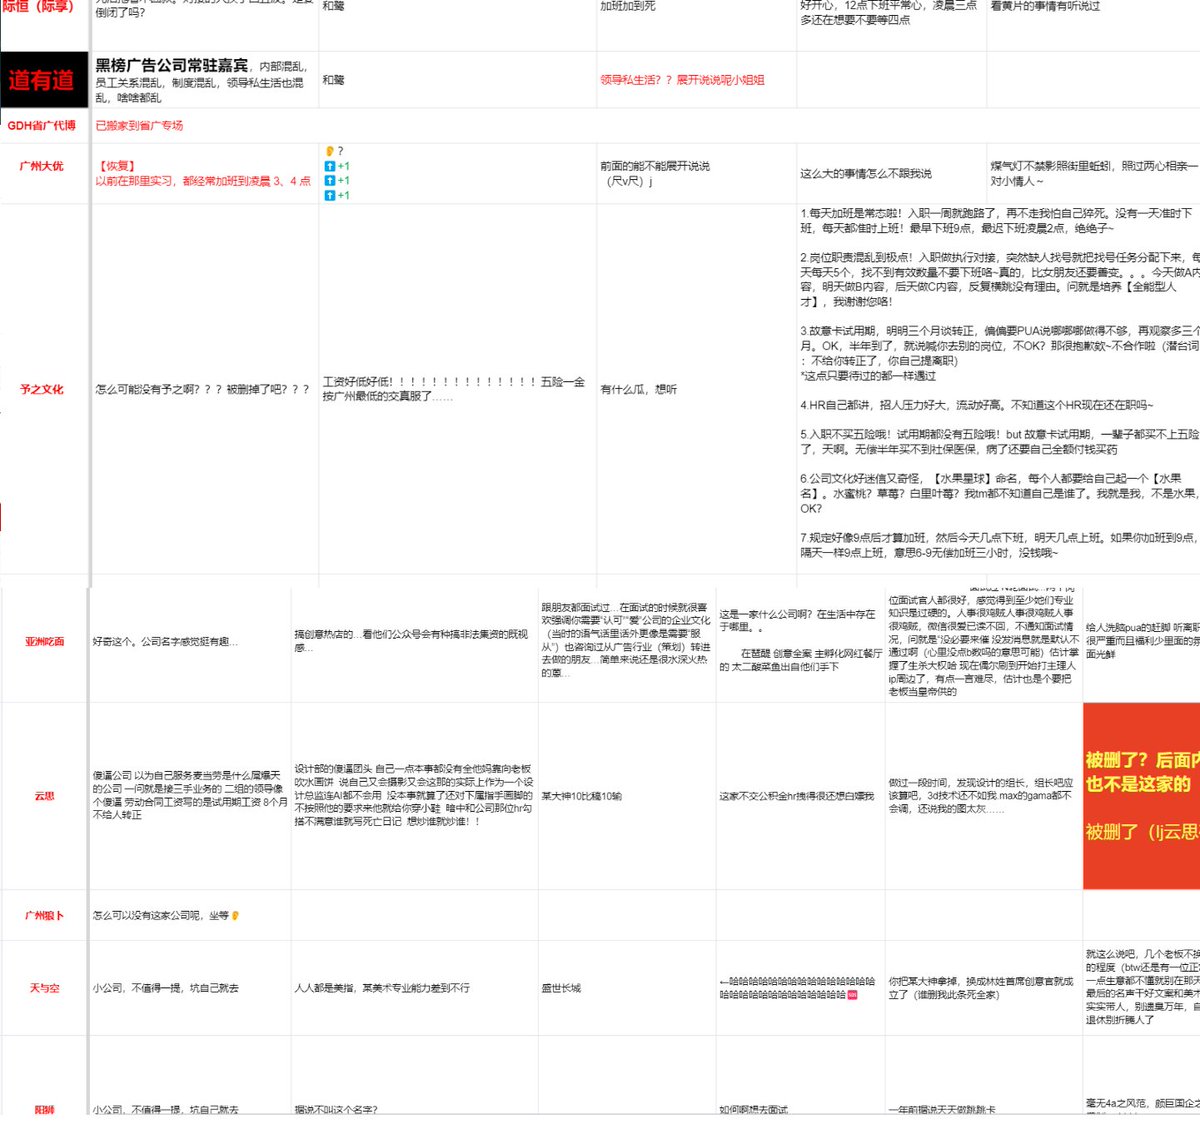 际恒（际享）
倒闭了吗?
和鹭
加班加到死
好开心，12点下班平常心，凌晨三点
多还在想要不要等四点
看黄片的事情有听说过
道有道
黑榜广告公司常驻嘉宾，内部混乱，
员工关系混乱，制度混乱，领导私生活也混
乱，啥啥都乱
和鹭
领导私生活？？展开说说呢小姐姐
GDH省广代博
已搬家到省广专场
广州大优
【恢复】
以前在那里实习，都经常加班到凌晨 3、4 点
👂？
⬆️+1
⬆️+1
⬆️+1
前面的能不能展开说说
（尺v尺）j
这么大的事情怎么不跟我说
煤气灯不禁影照街里蚯蚓，照过两心相亲一
对小情人~
予之文化
怎么可能没有予之啊？？？被删掉了吧？？？
工资好低好低！！！！！！！！！！！！！！！五险一金
按广州最低的交真服了……
有什么瓜，想听
1.每天加班是常态啦！入职一周就跑路了，再不走我怕自己猝死。没有一天准时下
班，每天都准时上班！最早下班9点，最迟下班凌晨2点，绝绝子~
2.岗位职责混乱到极点！入职做执行对接，突然缺人找号就把找号任务分配下来，每
天每天5个，找不到有效数量不要下班咯~真的，比女朋友还要善变。。。今天做A内
容，明天做B内容，后天做C内容，反复横跳没有理由。问就是培养【全能型人
才】，我谢谢您咯！
3.故意卡试用期，明明三个月谈转正，偏偏要PUA说嘟嘟嘟做得不够，再观察多三个
月。OK，半年到了，就说喊你去别的岗位，不OK？那很抱歉欸~不合作啦（潜台词
：不给你转正了，你自己提离职）
*这点只要待过的都一样遇过
4.HR自己都讲，招人压力好大，流动好高。不知道这个HR现在还在职吗~
5.入职不买五险哦！试用期都没有五险哦！but 故意卡试用期，一辈子都买不上五险
了，天啊。无偿半年买不到社保医保，病了还要自己全额付钱买药
6.公司文化好迷信又奇怪，【水果星球】命名，每个人都要给自己起一个【水果
名】。水蜜桃？草莓？白里叶莓？我tm都不知道自己是谁了。我就是我，不是水果，
OK？
7.规定好像9点后才算加班，然后今天几点下班，明天几点上班。如果你加班到9点，
隔天一样9点上班，意思6-9无偿加班三小时，没钱哦~
亚洲吃面
好奇这个。公司名字感觉挺有趣…
搞创意热店的…看他们公众号会有种搞非法集资的既视
感…
跟朋友都面试过…在面试的时候就很喜
欢强调你需要“认可”“爱”公司的企业文化
（当时的语气话里话外更像是需要“服
从”）也咨询过从广告行业（策划）转进
去做的朋友…简单来说还是很水深火热
的蒽…
这是一家什么公司啊？在生活中存在
于哪里。。
在琶醍 创意全案 主孵化网红餐厅
的 太二酸菜鱼出自他们手下
位面试官人都很好，感觉得到至少她们专业
知识是过硬的。人事很鸡贼人事很鸡贼人事
很鸡贼，微信很爱已读不回，不通知面试情
况，问就是“没必要来催 没发消息就是默认不
通过啊（心里没点b数吗的意思可能）估计掌
握了生杀大权哈 现在偶尔刷到开始打主理人
ip周边了，有点一言难尽，估计也是个要把
老板当皇帝供的
给人洗脑pua的赶脚 听离职
很严重而且福利少里面的氛
面光鲜
云思
傻逼公司 以为自己服务麦当劳是什么屌爆天
的公司 一问就是接三手业务的 二组的领导像
个傻逼 劳动合同工资写的是试用期工资 8个月
不给人转正
设计部的傻逼团头 自己一点本事都没有全他妈靠向老板
吹水画饼  说自己又会摄影又会这那的实际上作为一个设
计总监连AI都不会用  没本事就算了还对下属指手画脚的
不按照他的要求来他就给你穿小鞋  暗中和公司那位hr勾
搭不满意谁就写死亡日记  想炒谁就炒谁！！
某大神10比稿10输
这家不交公积金hr拽得很还想白嫖我
做过一段时间，发现设计的组长，组长吧应
该算吧，3d技术还不如我.max的gama都不
会调，还说我的图太灰……
被删了？后面内
也不是这家的
被删了（lj云思
广州狼卜
怎么可以没有这家公司呢，坐等👂
天与空
小公司，不值得一提，坑自己就去
人人都是美指，某美术专业能力差到不行
盛世长城
←哈哈哈哈哈哈哈哈哈哈哈哈哈哈哈
哈哈哈哈哈哈哈哈哈哈哈哈哈
你把某大神拿掉，换成林姓首席创意官就成
立了（谁删我此条死全家）
就这么说吧，几个老板不换
的程度（btw还是有一位正常
一点生意都不懂就别在那天
最后的名声干好文案和美术
实实带人，别遗臭万年，自
退休别折腾人了
阳狮
小公司，不值得一提，坑自己就去
据说不叫这个名字？
如何啊想去面试
一年前据说天天做跳跳卡
毫无4a之风范，颇巨国企之